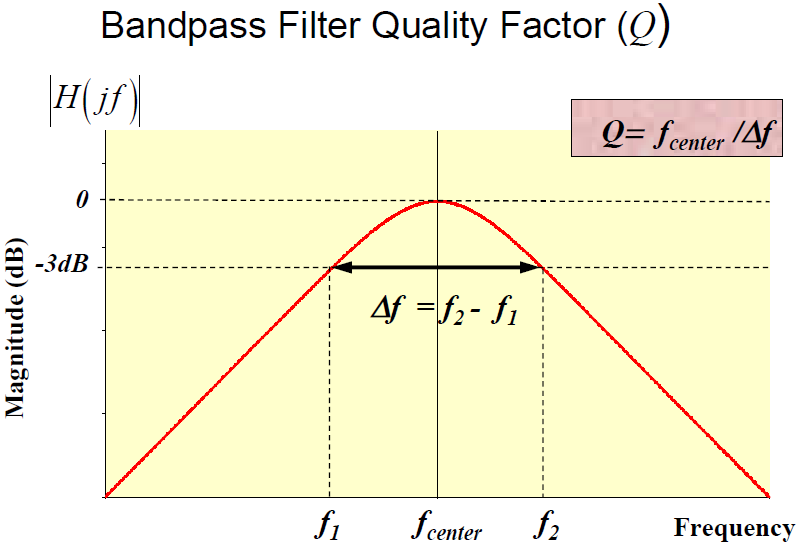 Bandpass Filter Quality Factor (Q)
|H(jf)|
Q= fcenter /Δf
0
-3dB
Δf = f2 - f1
Magnitude (dB)
f1
fcenter
f2
Frequency